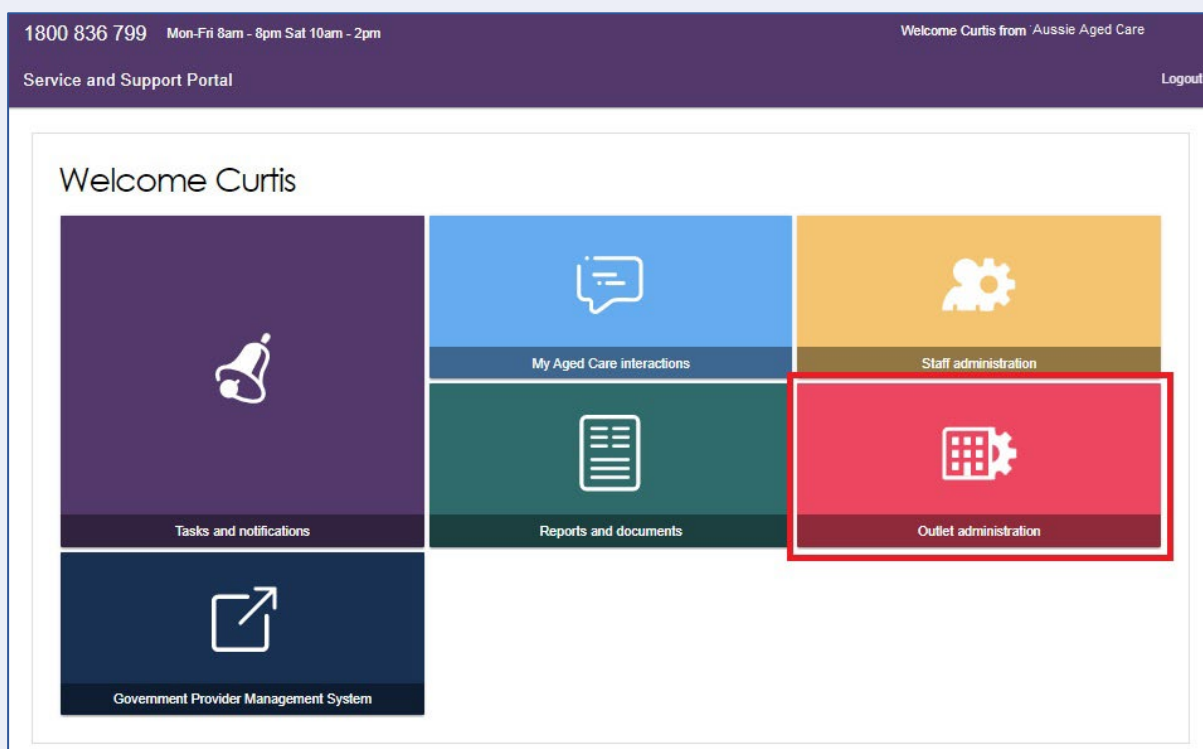 1800 836 799 Mon-Fri 8am - 8pm Sat 10am - 2pm
Welcome Curtis from Aussie Aged Care
Service and Support Portal
Logout
Welcome Curtis
My Aged Care interactions
Staff administration
Tasks and notifications
Reports and documents
Outlet administration
Government Provider Management System